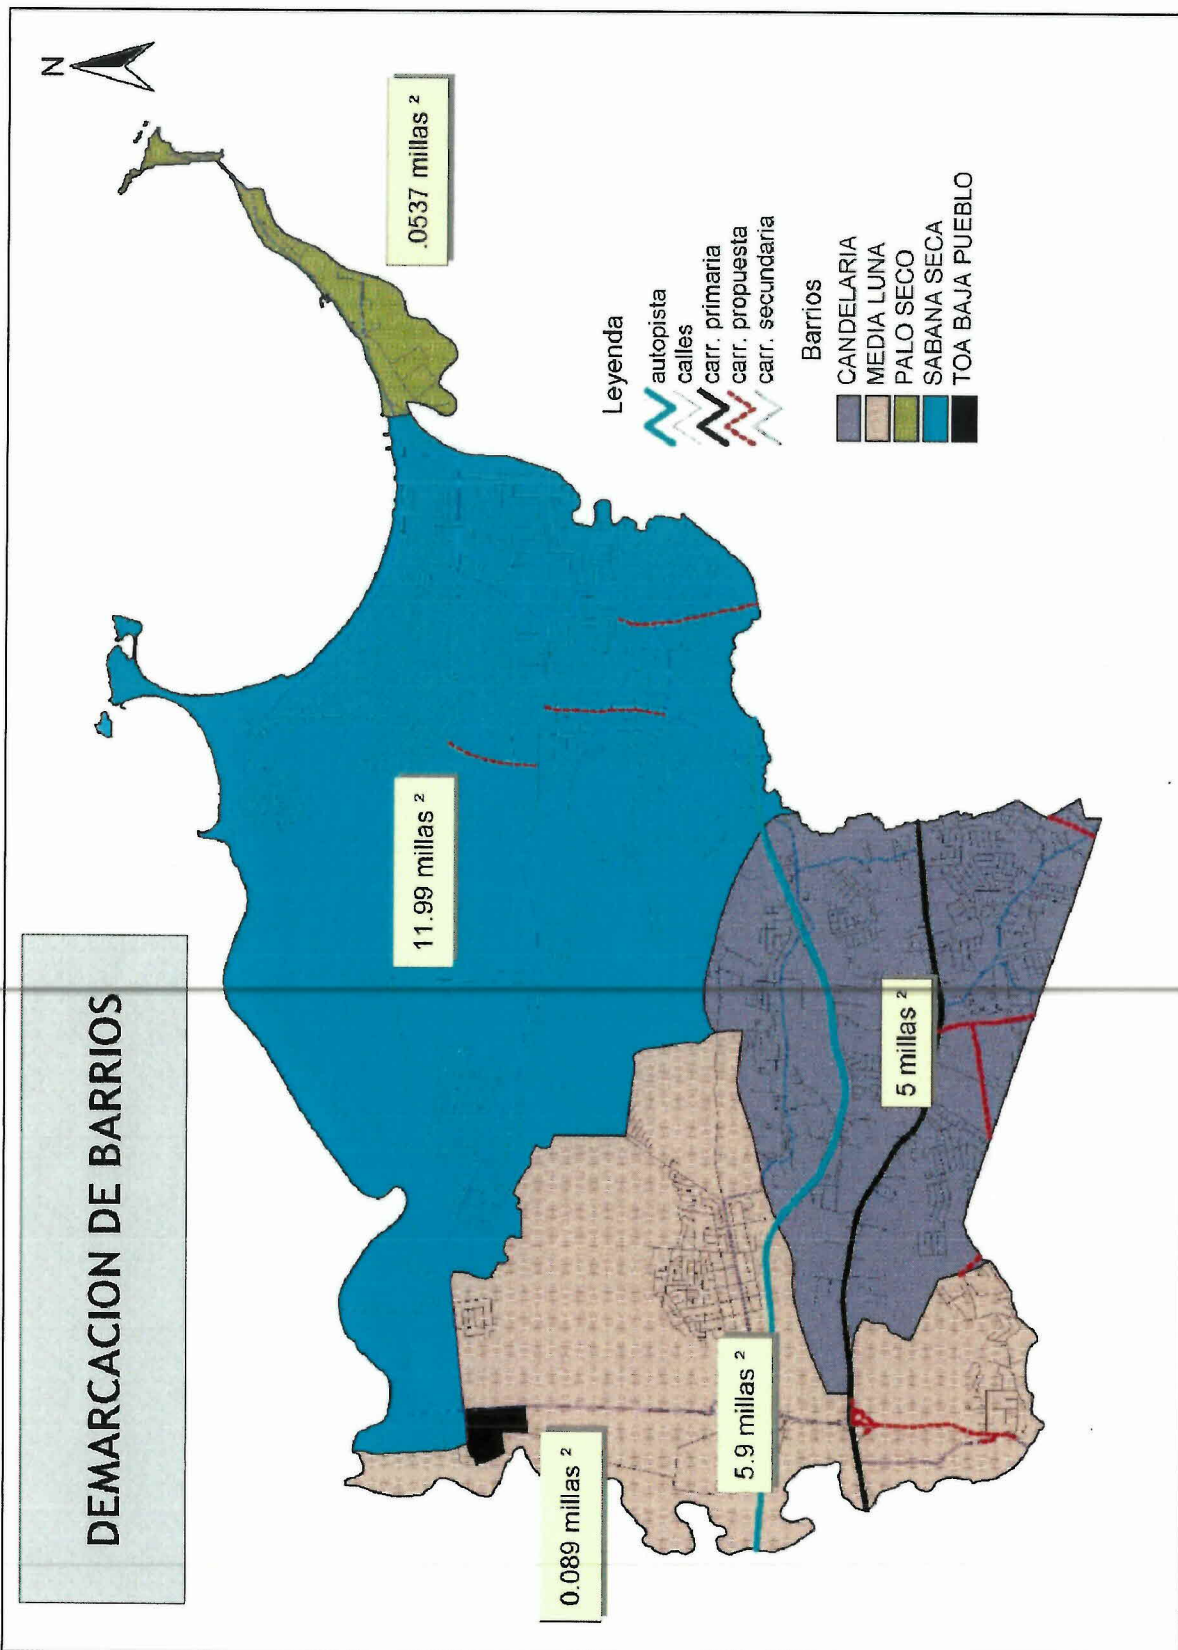 DEMARCACION DE BARRIOS
N
.0537 millas ²
11.99 millas ²
0.089 millas ²
5.9 millas ²
5 millas ²
Leyenda
autopista
calles
carr. primaria
carr. propuesta
carr. secundaria
Barrios
CANDELARIA
MEDIA LUNA
PALO SECO
SABANA SECA
TOA BAJA PUEBLO